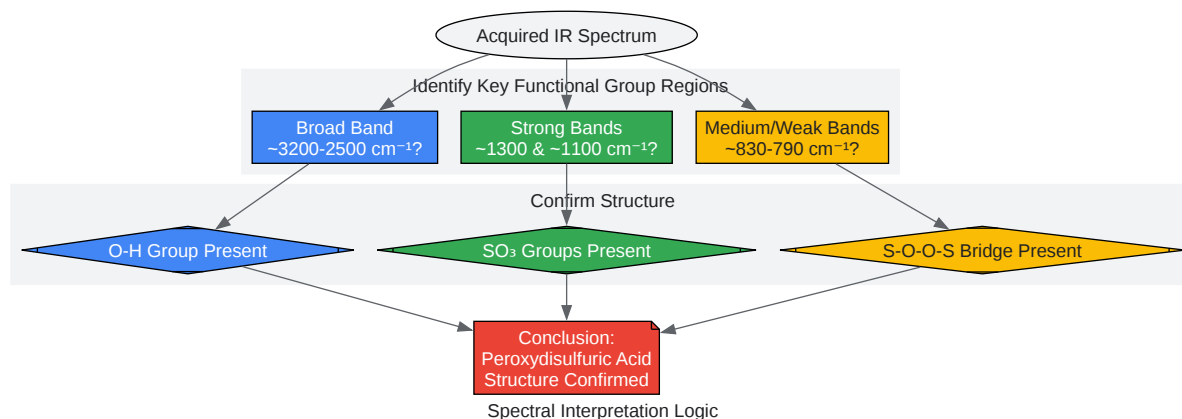 Acquired IR Spectrum
Identify Key Functional Group Regions
Broad Band
~3200-2500 cm⁻¹?
Strong Bands
~1300 & ~1100 cm⁻¹?
Medium/Weak Bands
~830-790 cm⁻¹?
Confirm Structure
O-H Group Present
SO₃ Groups Present
S-O-O-S Bridge Present
Conclusion:
Peroxydisulfuric Acid
Structure Confirmed
Spectral Interpretation Logic